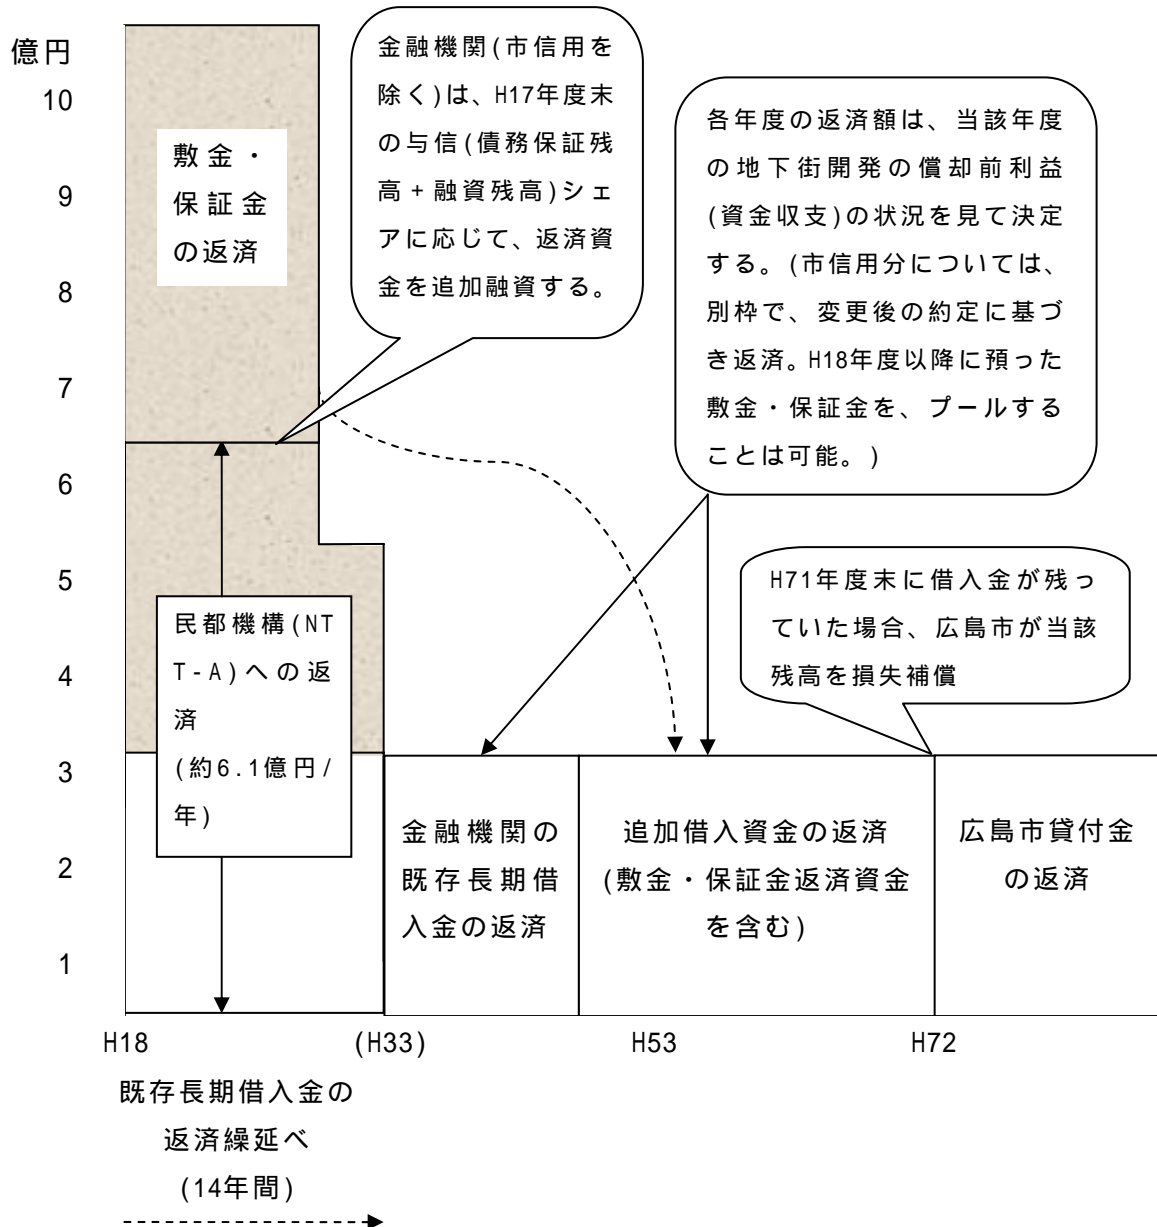 億円
10
9
8
7
6
5
4
3
2
1
敷金・
保証金
の返済
金融機関(市信用を
除く)は、H17年度末
の与信(債務保証残
高+融資残高)シェ
アに応じて、返済資
金を追加融資する。
各年度の返済額は、当該年度
の地下街開発の償却前利益
(資金収支)の状況を見て決定
する。(市信用分については、
別枠で、変更後の約定に基づ
き返済。H18年度以降に預った
敷金・保証金を、プールする
ことは可能。)
H71年度末に借入金が残っ
ていた場合、広島市が当該
残高を損失補償
民都機構(NT
T-A)への返
済
(約6.1億円/
年)
金融機関の
既存長期借
入金の返済
追加借入資金の返済
(敷金・保証金返済資金
を含む)
広島市貸付金
の返済
H18
(H33)
H53
H72
既存長期借入金の
返済繰延べ
(14年間)